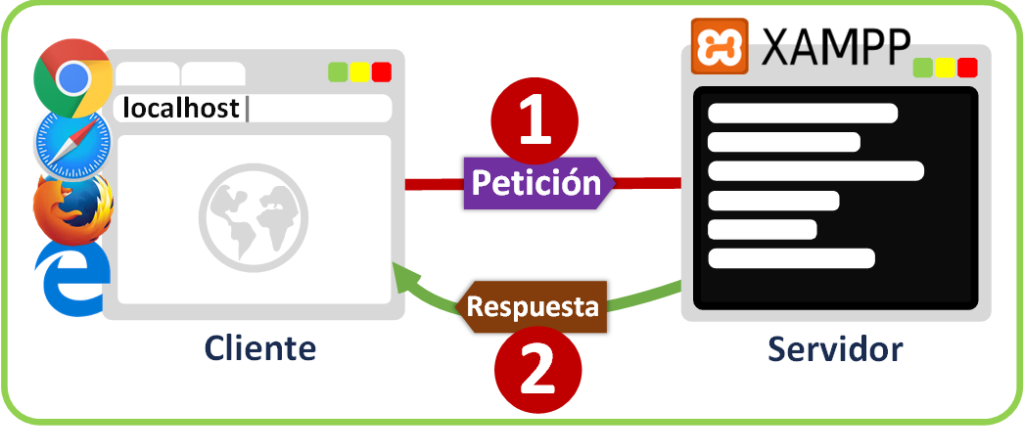 XAMPP
localhost
1
Petición
Respuesta
2
Cliente
Servidor